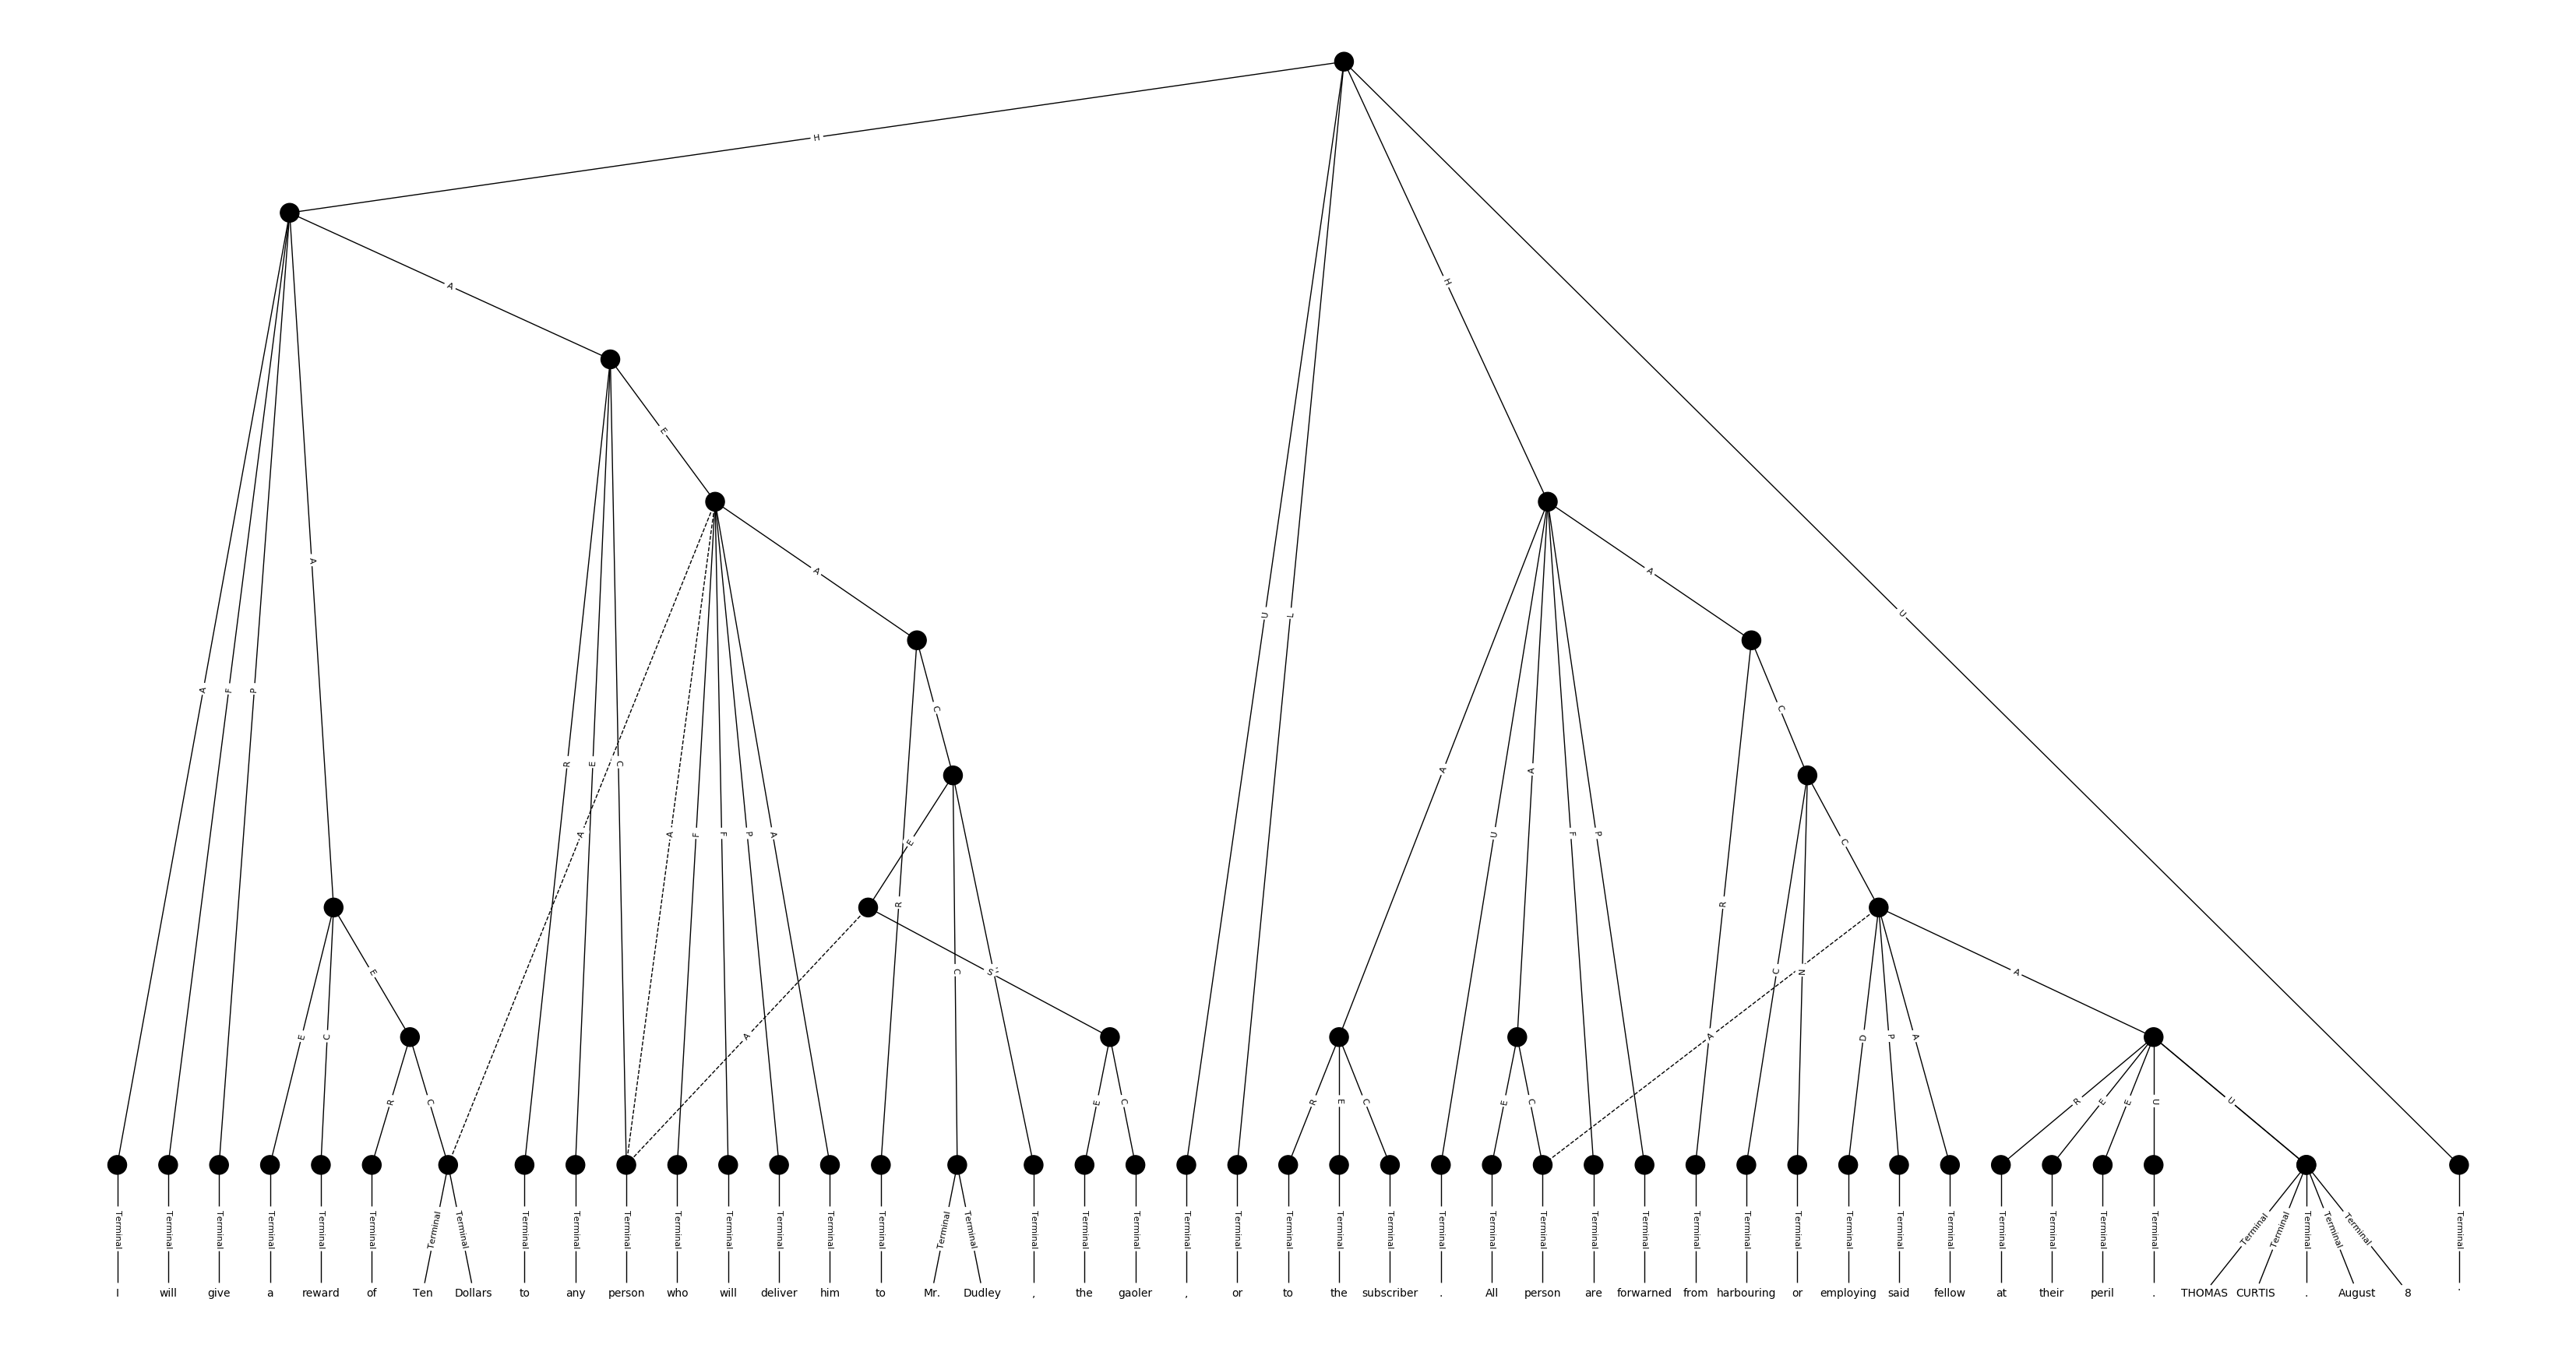 H
A
H
A
E
A
A
A
U
L
U
C
C
R
E
C
A
A
U
A
F
P
A
F
P
A
A
F
F
P
A
E
C
R
R
E
C
S
U
C
N
A
E
C
A
A
D
P
A
R
C
E
C
R
E
C
E
C
R
E
E
U
U
Terminal Terminal Terminal Terminal Terminal Terminal Terminal Terminal Terminal Terminal Terminal Terminal Terminal Terminal Terminal Terminal Terminal Terminal Terminal Terminal Terminal Terminal Terminal Terminal Terminal Terminal Terminal Terminal Terminal Terminal Terminal Terminal Terminal Terminal Terminal Terminal Terminal Terminal Terminal Terminal Terminal Terminal Terminal Terminal Terminal Terminal Terminal
I will give a reward of Ten Dollars to any person who will deliver him to Mr. Dudley , the gaoler , or to the subscriber . All person are forwarned from harbouring or employing said fellow at their peril . THOMAS CURTIS . August 8 '